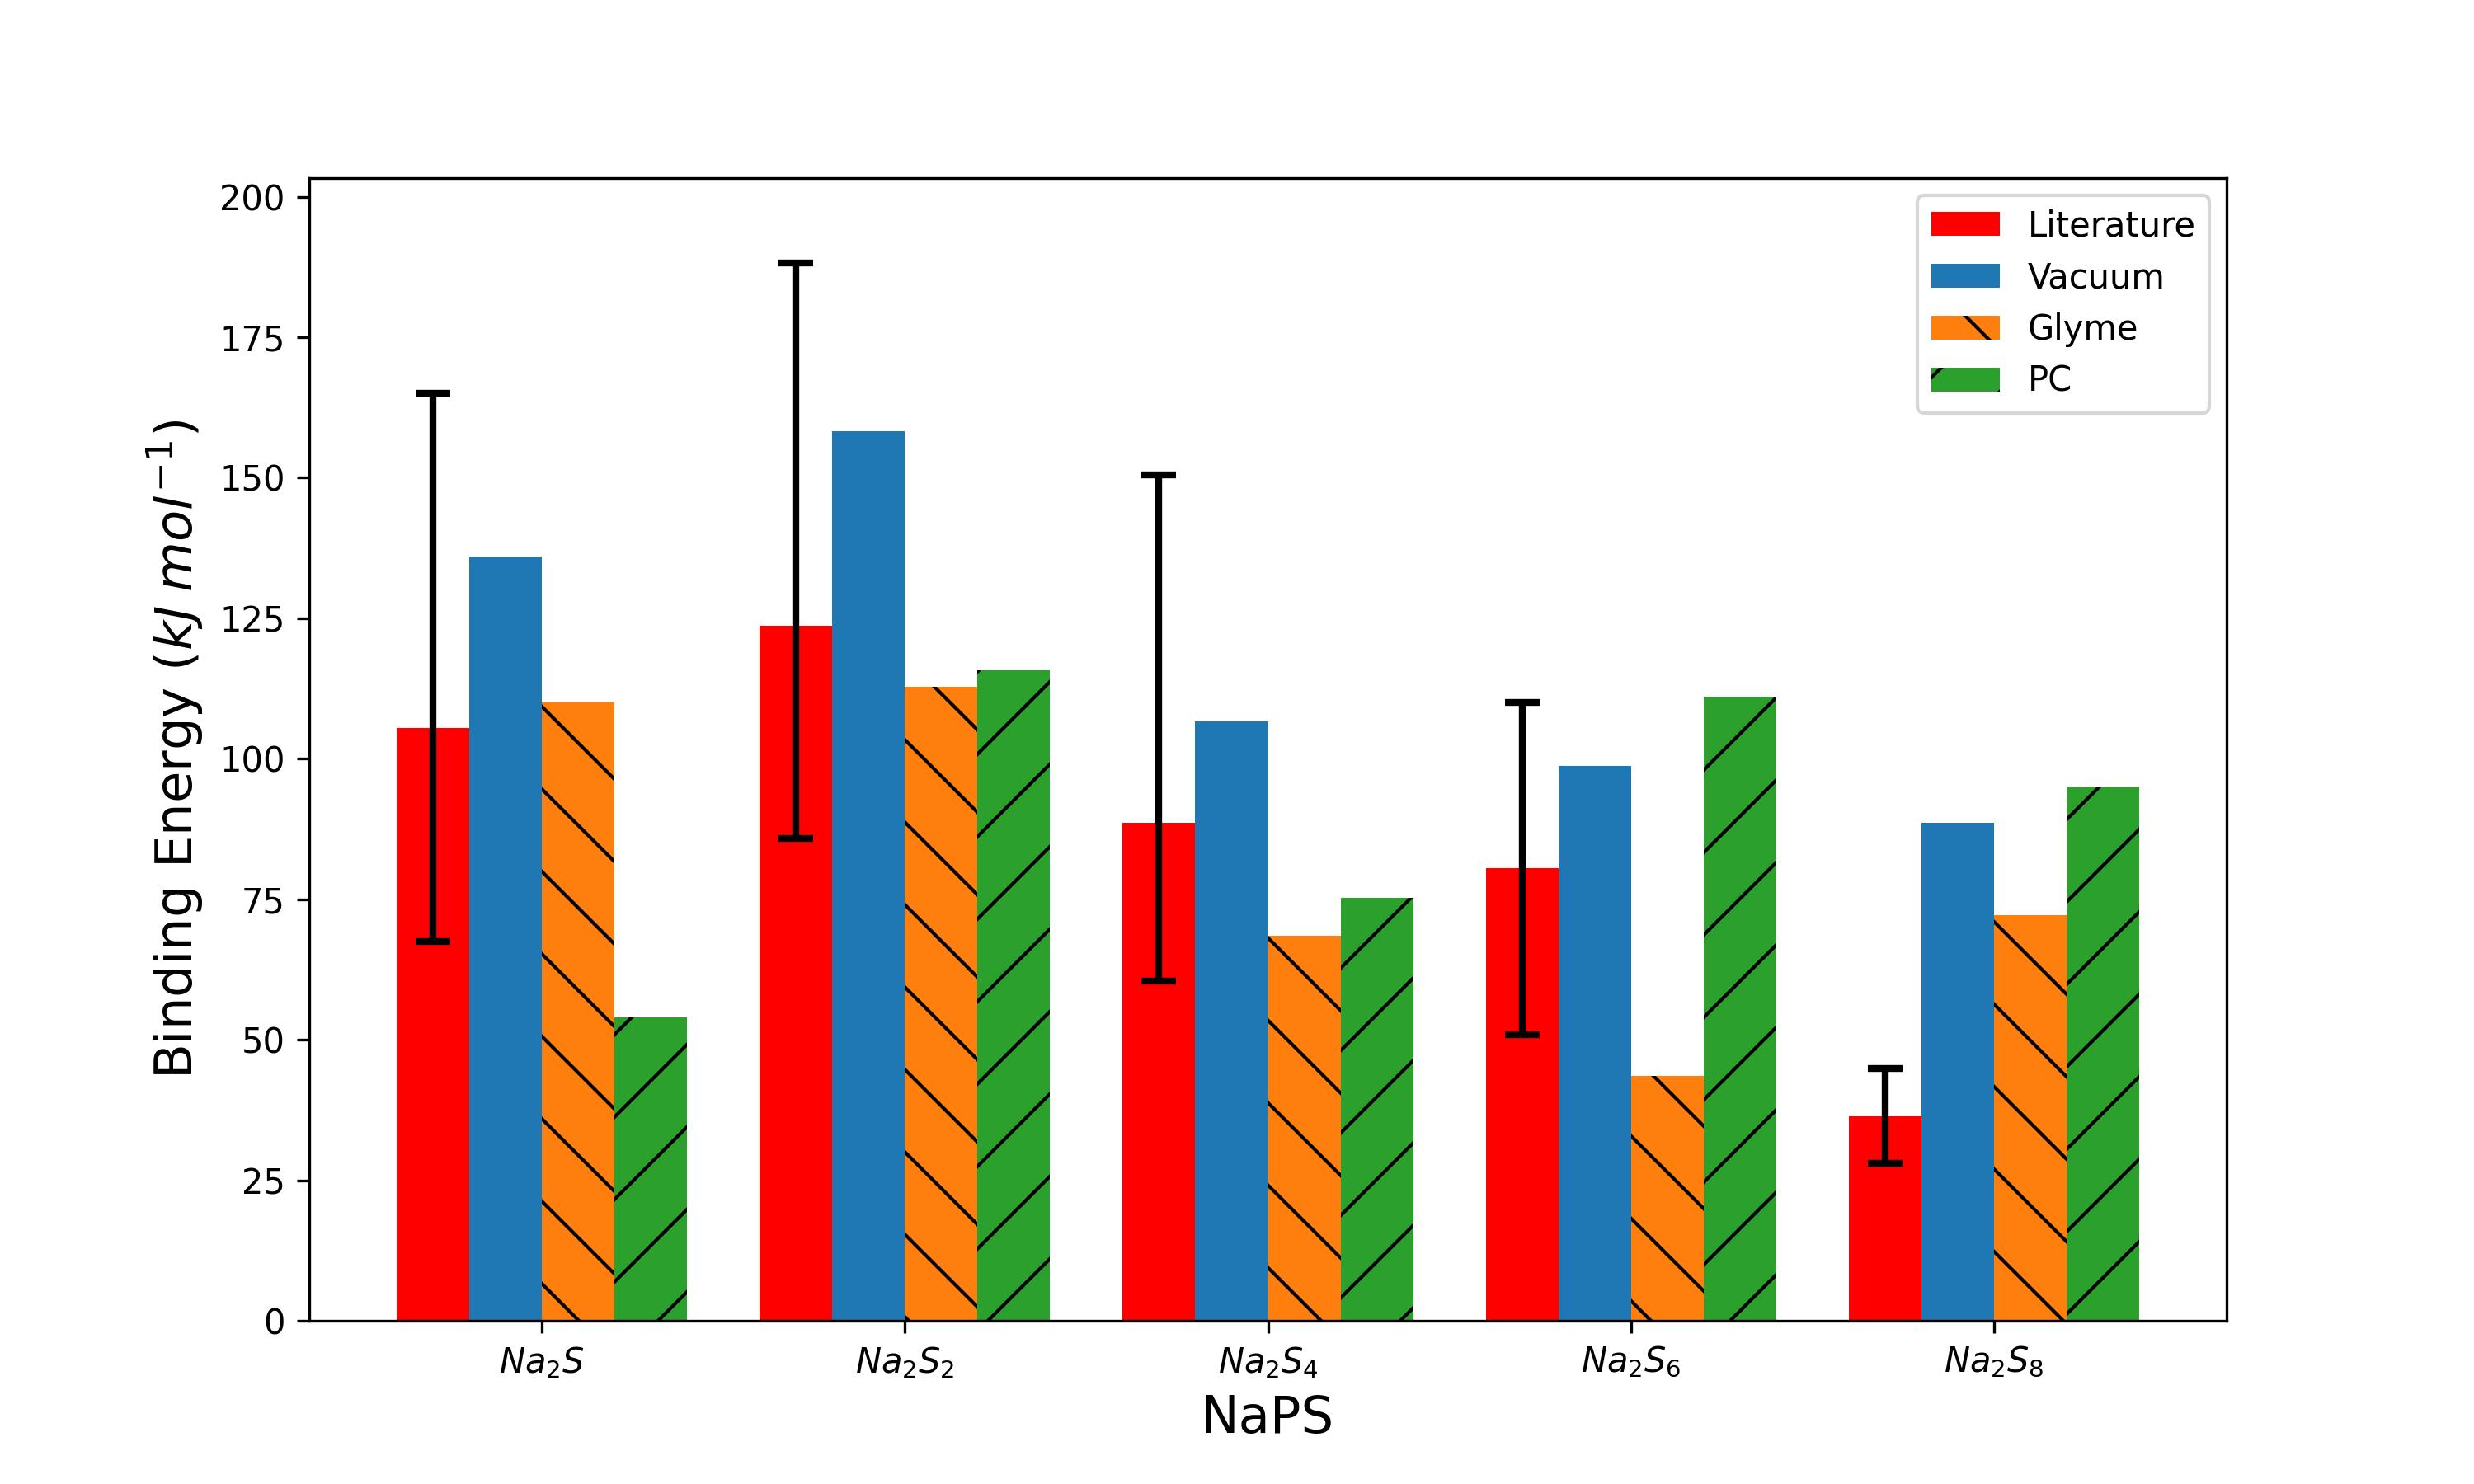 200
175
150
125
100
75
50
25
0
Binding Energy (kJ mol⁻¹)
Literature
Vacuum
Glyme
PC
Na₂S
Na₂S₂
Na₂S₄
Na₂S₆
Na₂S₈
NaPS